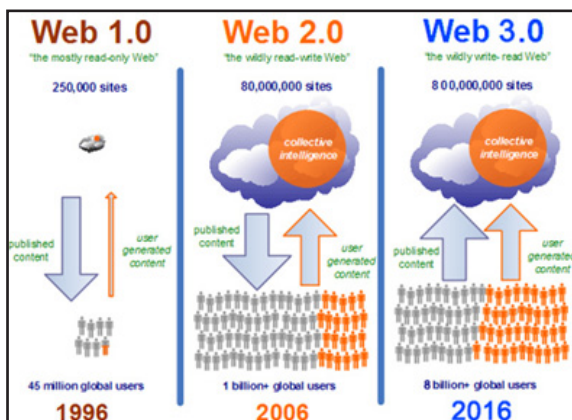 Web 1.0
"the mostly read-only Web"
250,000 sites
published
content
user
generated
content
45 million global users
1996
Web 2.0
"the wildly read-write Web"
80,000,000 sites
collective
intelligence
published
content
user
generated
content
1 billion+ global users
2006
Web 3.0
"the wildly write- read Web"
800,000,000 sites
collective
intelligence
published
content
user
generated
content
8 billion+ global users
2016